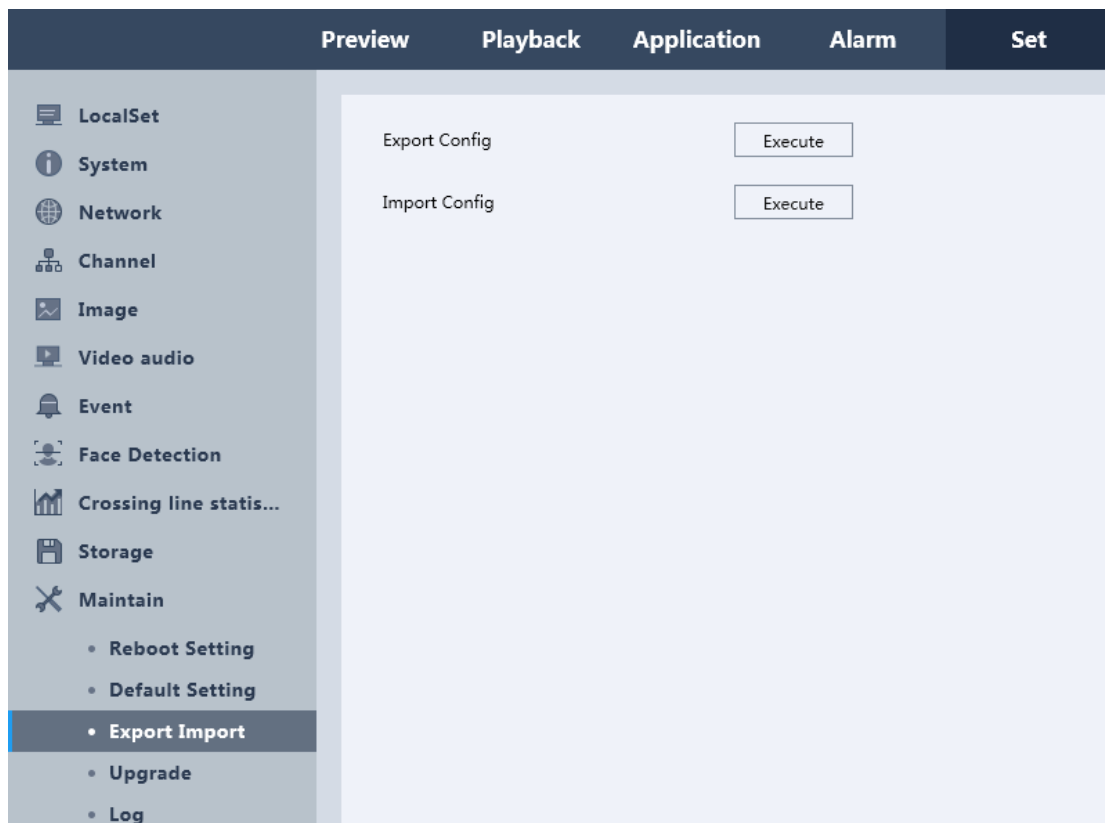 Preview Playback Application Alarm Set
LocalSet
System
Network
Channel
Image
Video audio
Event
Face Detection
Crossing line statis...
Storage
Maintain
Reboot Setting
Default Setting
Export Import
Upgrade
Log
Export Config Execute
Import Config Execute